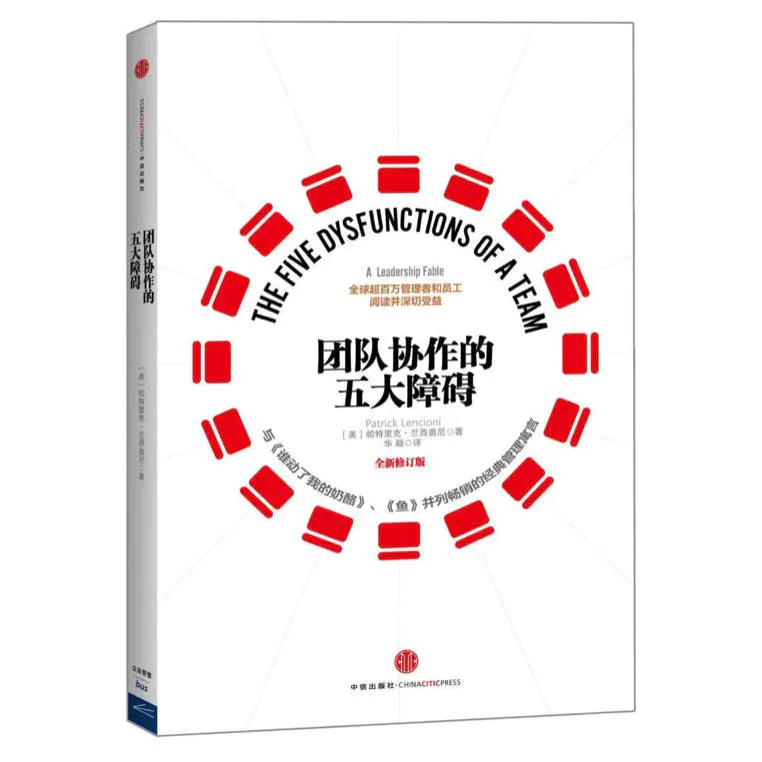 THE FIVE DYSFUNCTIONS OF A TEAM
A Leadership Fable
全球超百万管理者和员工
阅读并深切受益
团队协作的
五大障碍
Patrick Lencioni
［美］帕特里克·兰西奥尼◎著
华颖◎译
全新修订版
与《谁动了我的奶酪》、《鱼》并列畅销的经典管理寓言
中信出版社·CHINACITICPRESS
CHINACITICPRESS
中信出版社
团队协作的
五大障碍
［美］帕特里克·兰西奥尼 著
企业管理
bus